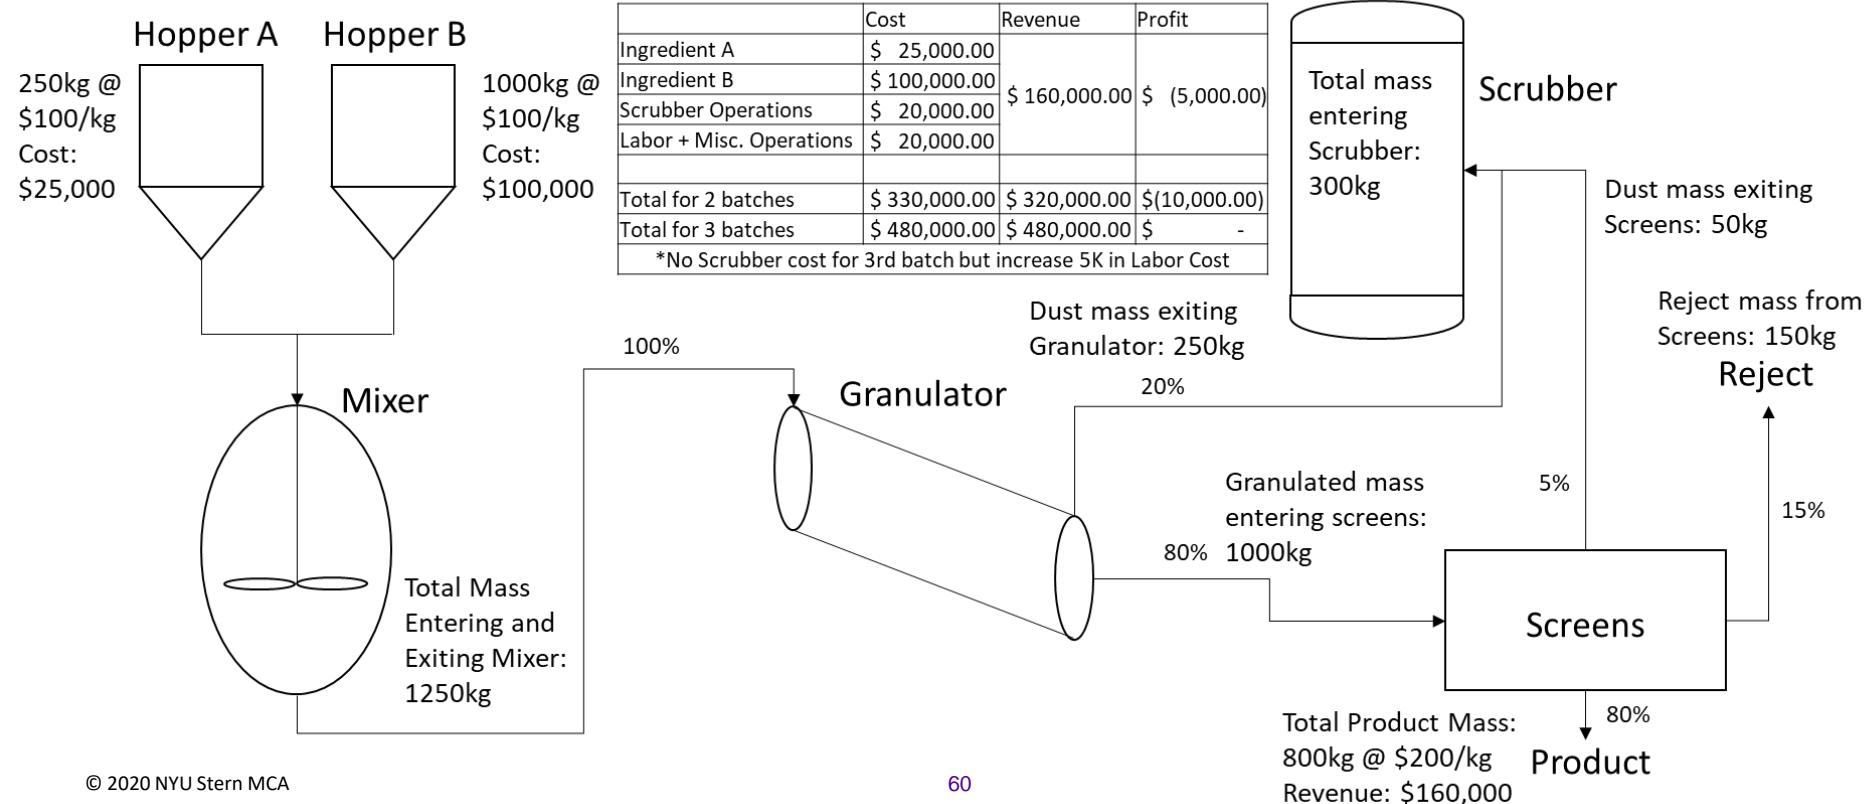 Hopper A
Hopper B
250kg @
$100/kg
Cost:
$25,000
1000kg @
$100/kg
Cost:
$100,000
Cost Revenue Profit
Ingredient A $ 25,000.00
Ingredient B $ 100,000.00
$ 160,000.00 $ (5,000.00)
Scrubber Operations $ 20,000.00
Labor + Misc. Operations $ 20,000.00
Total for 2 batches $ 330,000.00 $ 320,000.00 $(10,000.00)
Total for 3 batches $ 480,000.00 $ 480,000.00 $ -
*No Scrubber cost for 3rd batch but increase 5K in Labor Cost
Total mass
entering
Scrubber:
300kg
Scrubber
Dust mass exiting
Screens: 50kg
Reject mass from
Screens: 150kg
Reject
Dust mass exiting
Granulator: 250kg
100%
20%
Mixer
Granulator
Granulated mass
entering screens:
80% 1000kg
5%
15%
Total Mass
Entering and
Exiting Mixer:
1250kg
Screens
80%
Total Product Mass:
800kg @ $200/kg
Revenue: $160,000
Product
© 2020 NYU Stern MCA
60